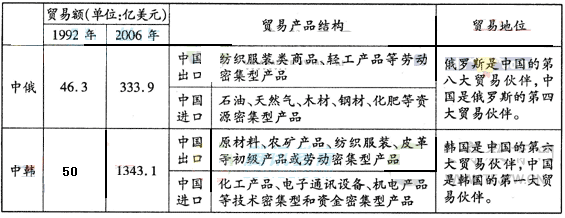 贸易额(单位:亿美元)
贸易产品结构
贸易地位
1992 年
2006 年
中俄
46.3
333.9
中国出口
纺织服装类商品、轻工产品等劳动
密集型产品
中国进口
石油、天然气、木材、钢材、化肥等资
源密集型产品
俄罗斯是中国的第
八大贸易伙伴,中
国是俄罗斯的第四
大贸易伙伴。
中韩
50
1343.1
中国出口
原材料、农矿产品、纺织服装、皮革
等初级产品或劳动密集型产品
中国进口
化工产品、电子通讯设备、机电产品
等技术密集型和资金密集型产品
韩国是中国的第六
大贸易伙伴,中国
是韩国的第一大贸
易伙伴。